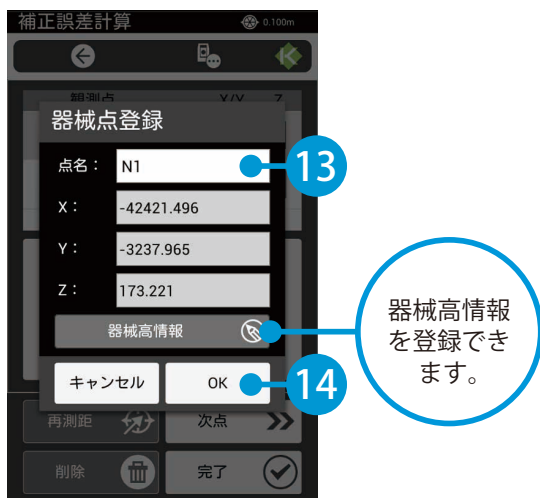 補正誤差計算 0.100m
観測点 X/Y Z
器械点登録
点名： N1 13
X： -42421.496
Y： -3237.965
Z： 173.221
器械高情報
器械高情報
を登録でき
ます。
キャンセル OK 14
再測距 次点
削除 完了